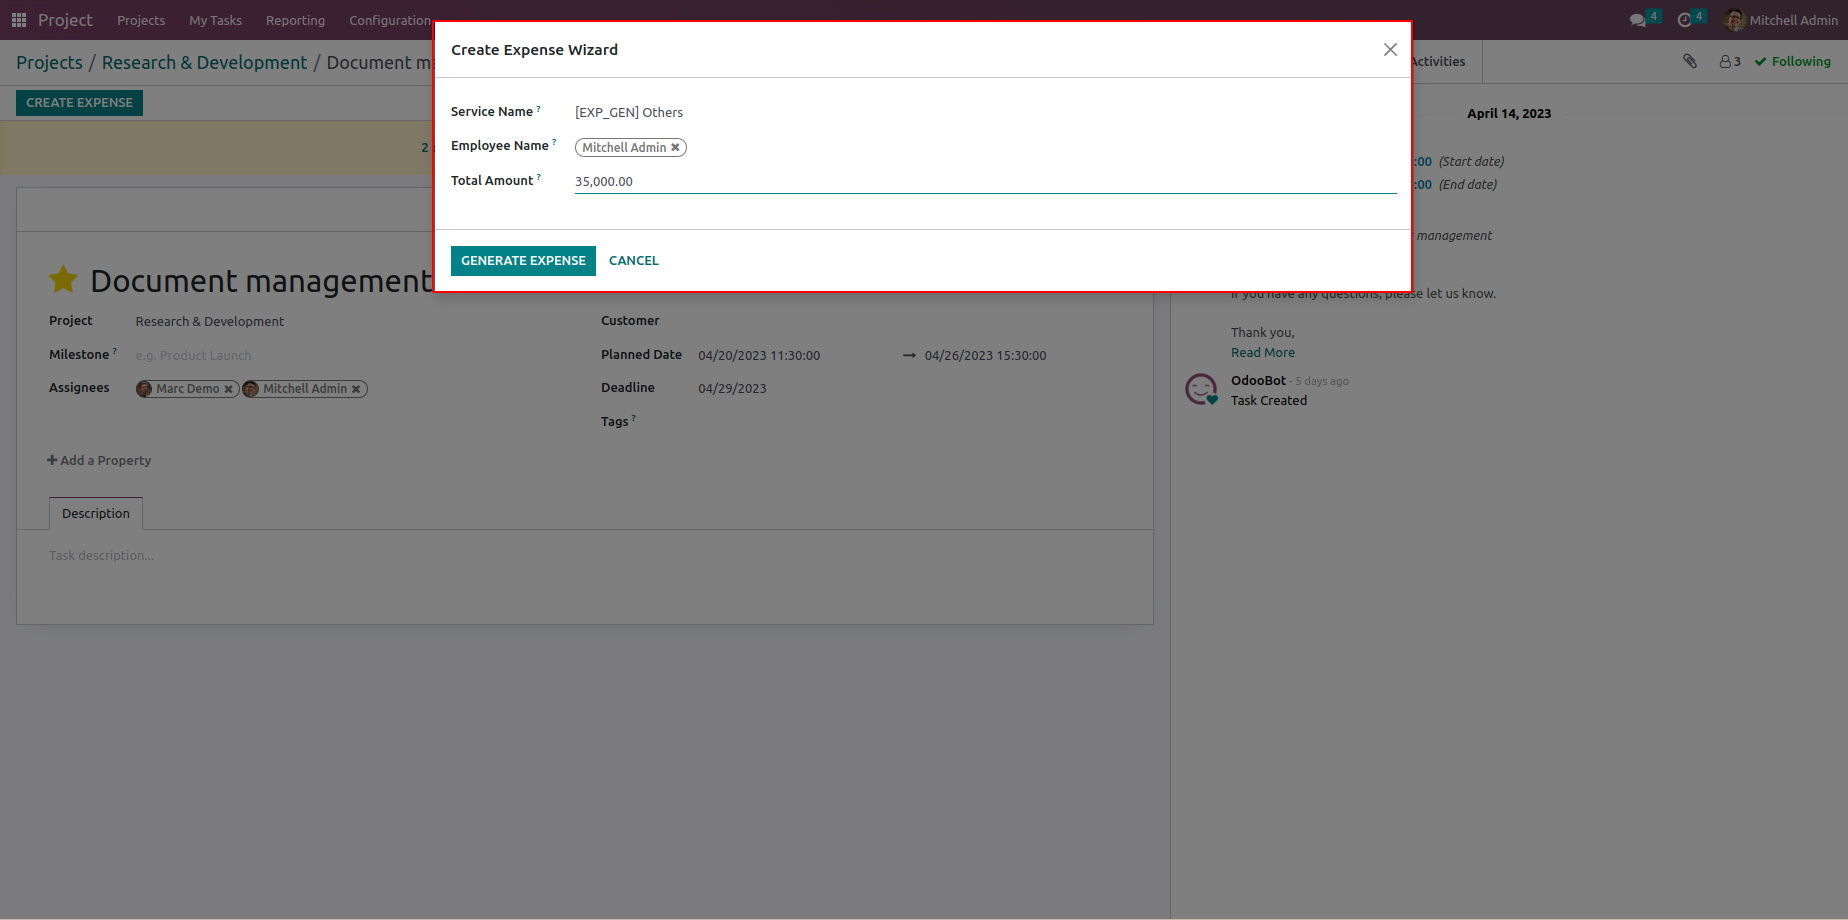 Project Projects My Tasks Reporting Configuration 4 4 Mitchell Admin
Projects / Research & Development / Document m
Activities 3 Following
CREATE EXPENSE
2
Create Expense Wizard
Service Name ? [EXP_GEN] Others
Employee Name ? Mitchell Admin
Total Amount ? 35,000.00
GENERATE EXPENSE CANCEL
Document management
Project Research & Development
Milestone ? e.g. Product Launch
Assignees Marc Demo Mitchell Admin
Customer
Planned Date 04/20/2023 11:30:00 → 04/26/2023 15:30:00
Deadline 04/29/2023
Tags ?
Add a Property
Description
Task description...
April 14, 2023
:00 (Start date)
:00 (End date)
management
If you have any questions, please let us know.
Thank you,
Read More
OdooBot - 5 days ago
Task Created